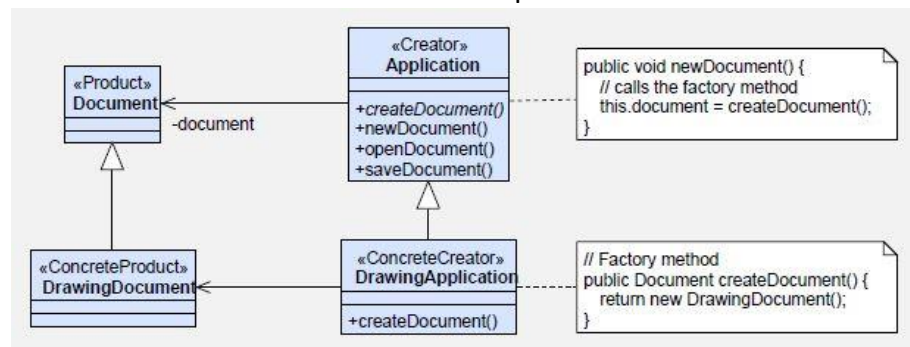 «Creator»
Application
+createDocument()
+newDocument()
+openDocument()
+saveDocument()
«Product»
Document
-document
public void newDocument() {
// calls the factory method
this.document = createDocument();
}
«ConcreteProduct»
DrawingDocument
«ConcreteCreator»
DrawingApplication
+createDocument()
// Factory method
public Document createDocument() {
return new DrawingDocument();
}